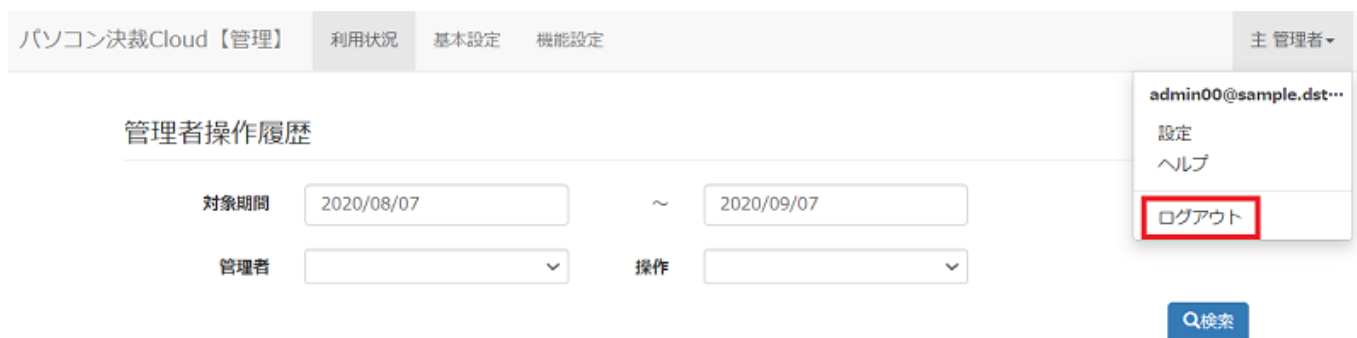 パソコン決裁Cloud【管理】 利用状況 基本設定 機能設定 主 管理者
admin00@sample.dst…
設定
ヘルプ
ログアウト
管理者操作履歴
対象期間 2020/08/07 ～ 2020/09/07
管理者 操作
検索